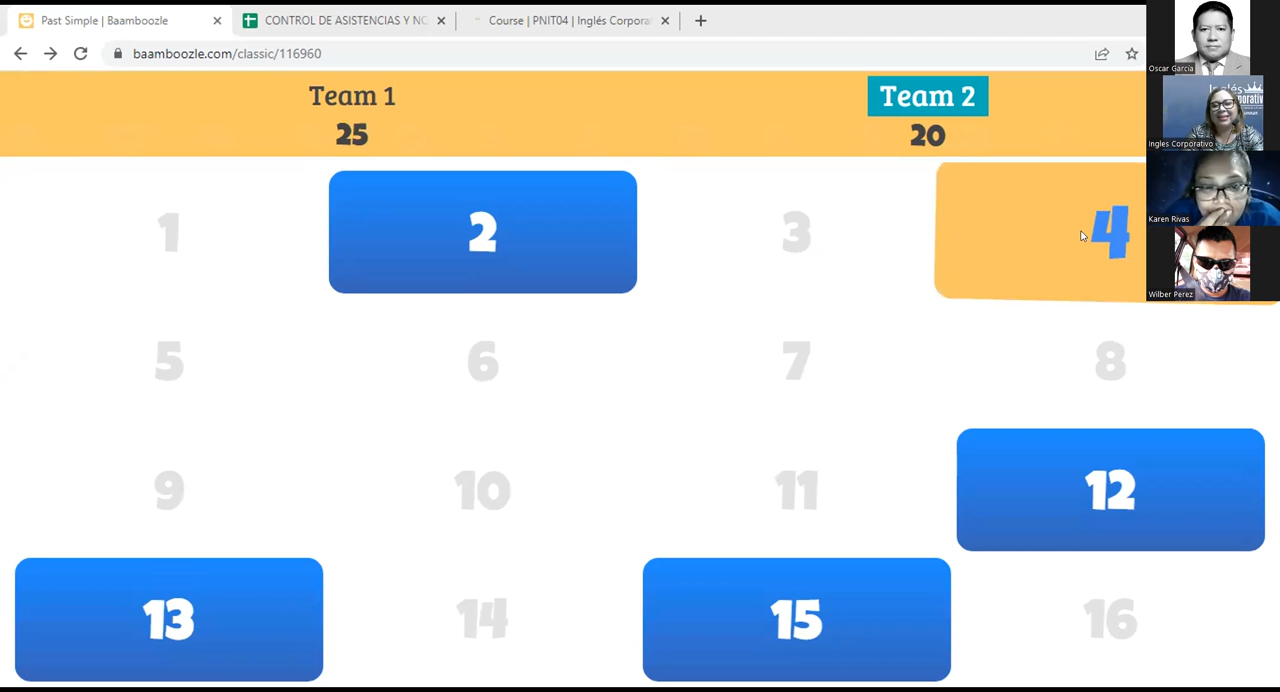 Past Simple | Baamboozle
CONTROL DE ASISTENCIAS Y NO
Course | PNIT04 | Inglés Corpora
baamboozle.com/classic/116960
Team 1
25
Team 2
20
Oscar García
Ingles Corporativo
Karen Rivas
Wilber Perez
1
2
3
4
5
6
7
8
9
10
11
12
13
14
15
16